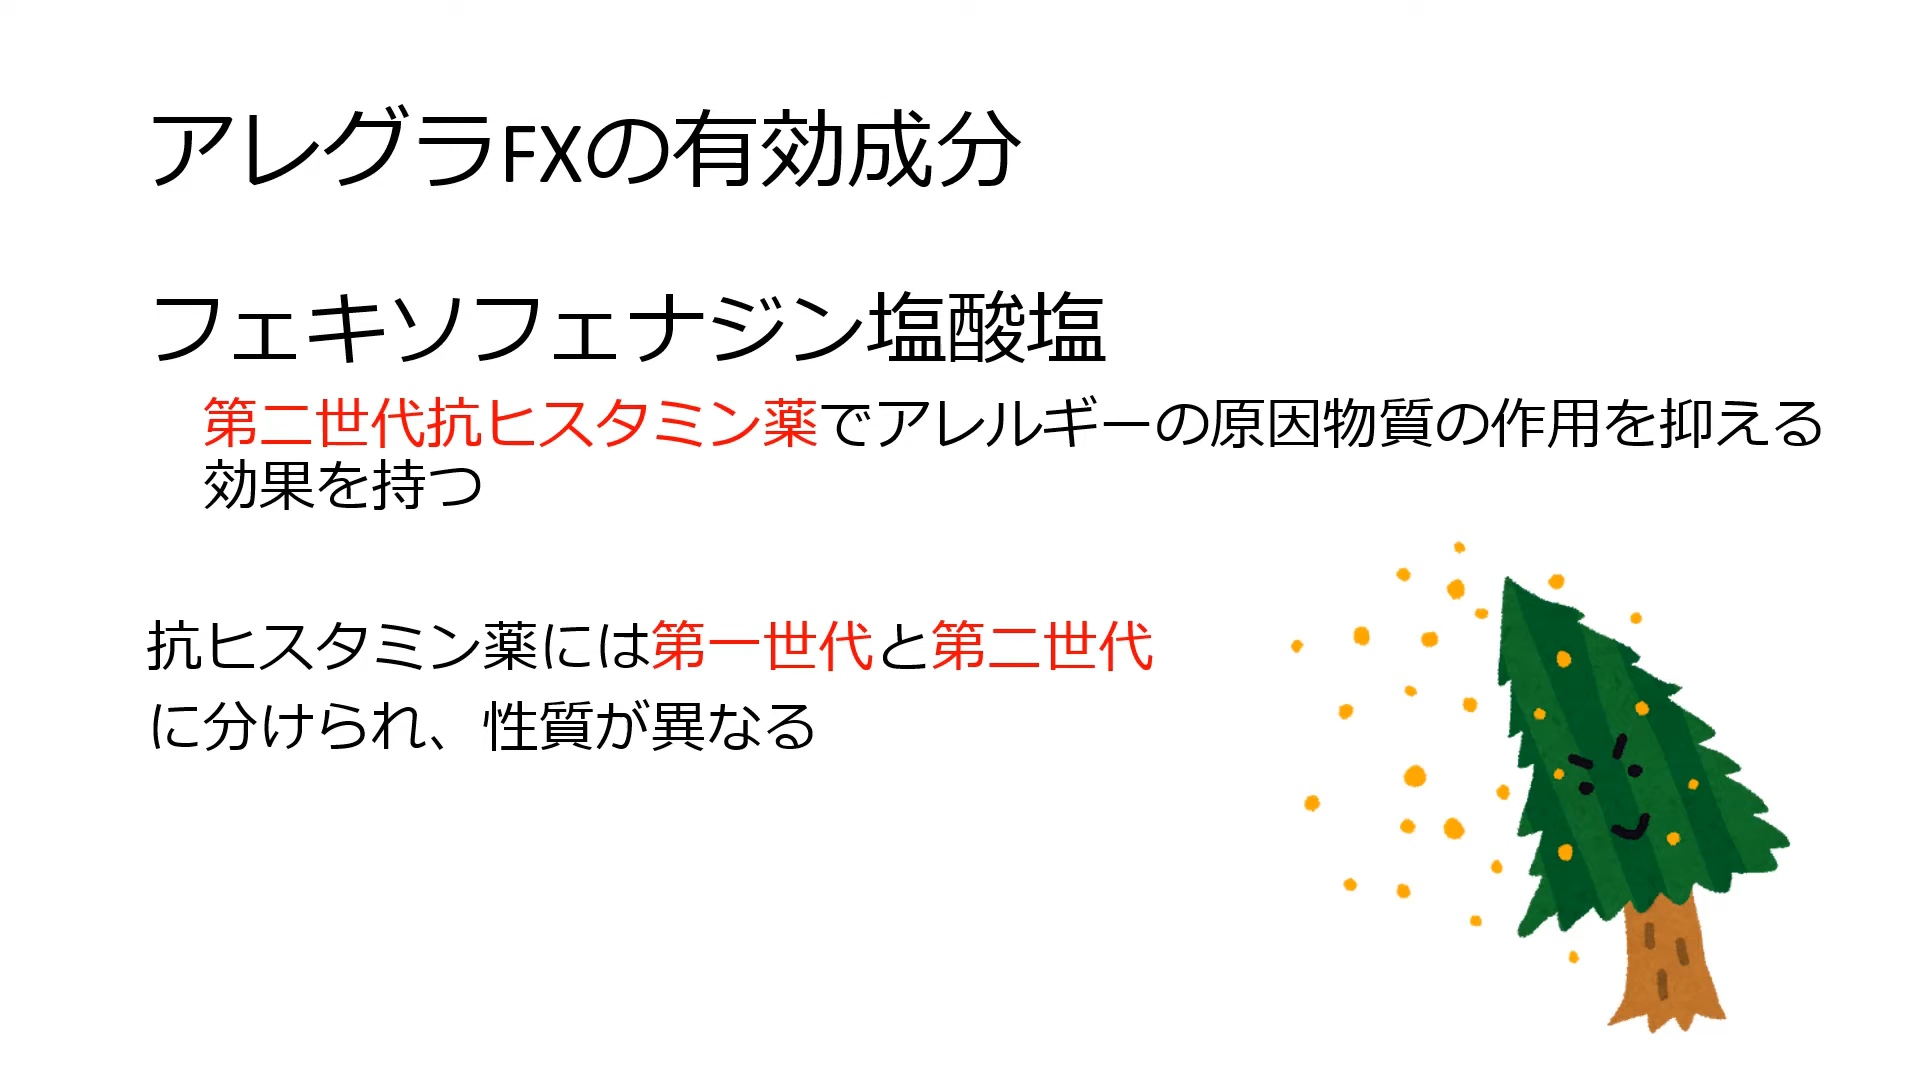 アレグラFXの有効成分
フェキソフェナジン塩酸塩
第二世代抗ヒスタミン薬でアレルギーの原因物質の作用を抑える
効果を持つ
抗ヒスタミン薬には第一世代と第二世代
に分けられ、性質が異なる